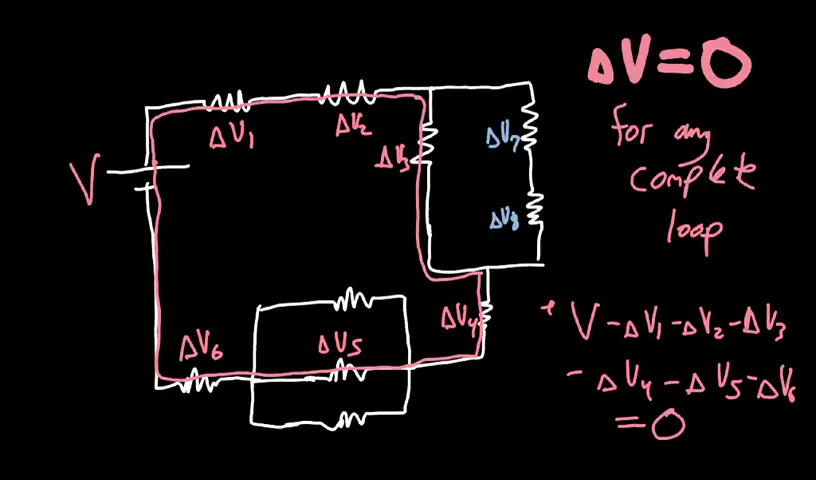 ΔV=0
for any
complete
loop
ΔV₁
ΔV₂
ΔV₃
ΔV₇
V
ΔV₈
ΔV₄
ΔV₅
ΔV₆
+V-ΔV₁-ΔV₂-ΔV₃
-ΔV₄-ΔV₅-ΔV₆
=0